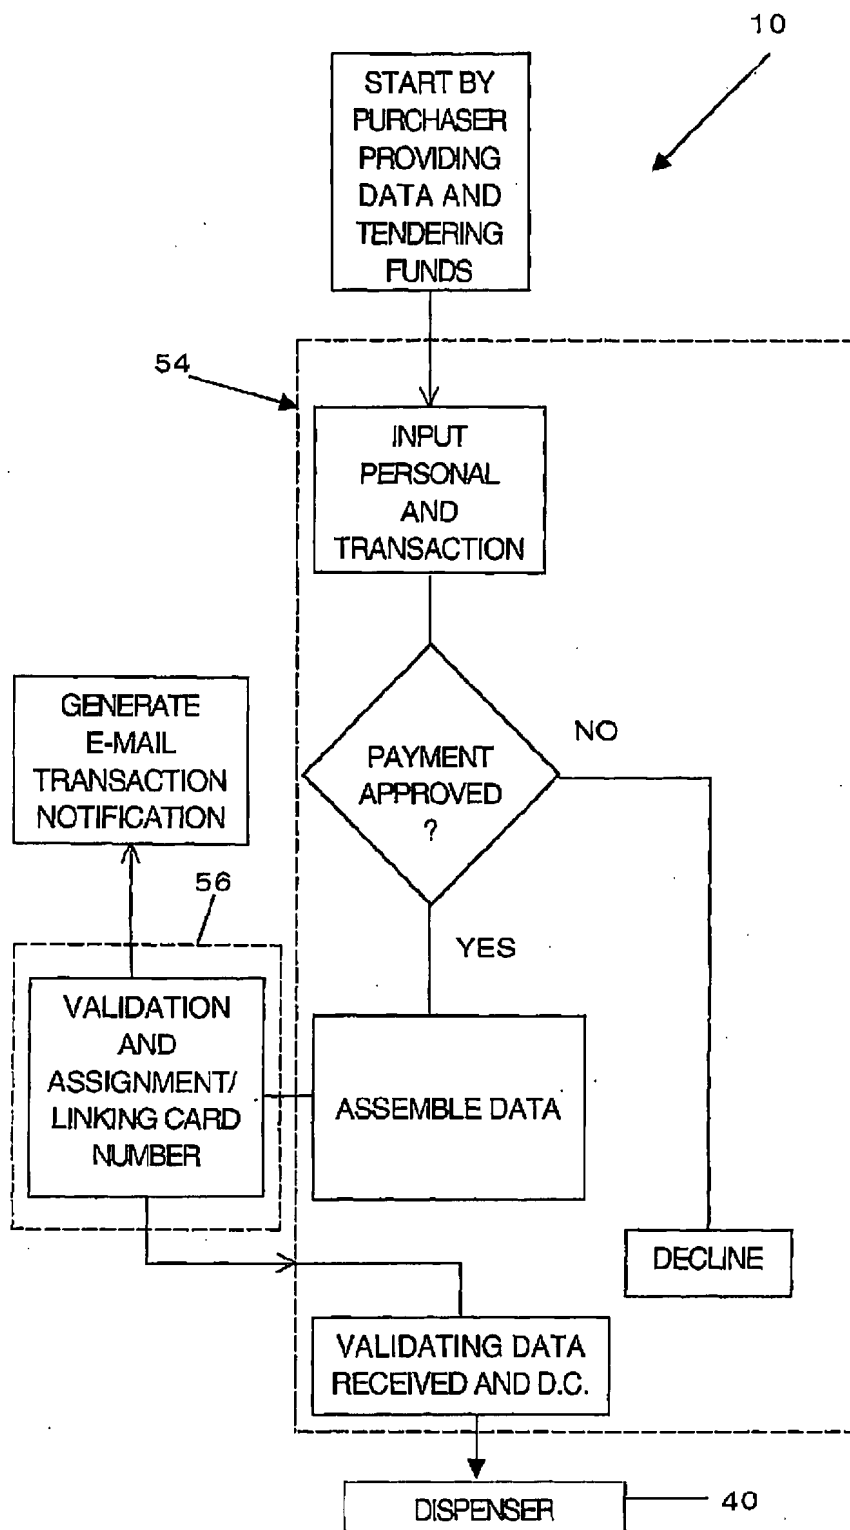 10
START BY
PURCHASER
PROVIDING
DATA AND
TENDERING
FUNDS
54
INPUT
PERSONAL
AND
TRANSACTION
GENERATE
E-MAIL
TRANSACTION
NOTIFICATION
PAYMENT
APPROVED
?
NO
YES
56
VALIDATION
AND
ASSIGNMENT/
LINKING CARD
NUMBER
ASSEMBLE DATA
DECLINE
VALIDATING DATA
RECEIVED AND D.C.
DISPENSER
40